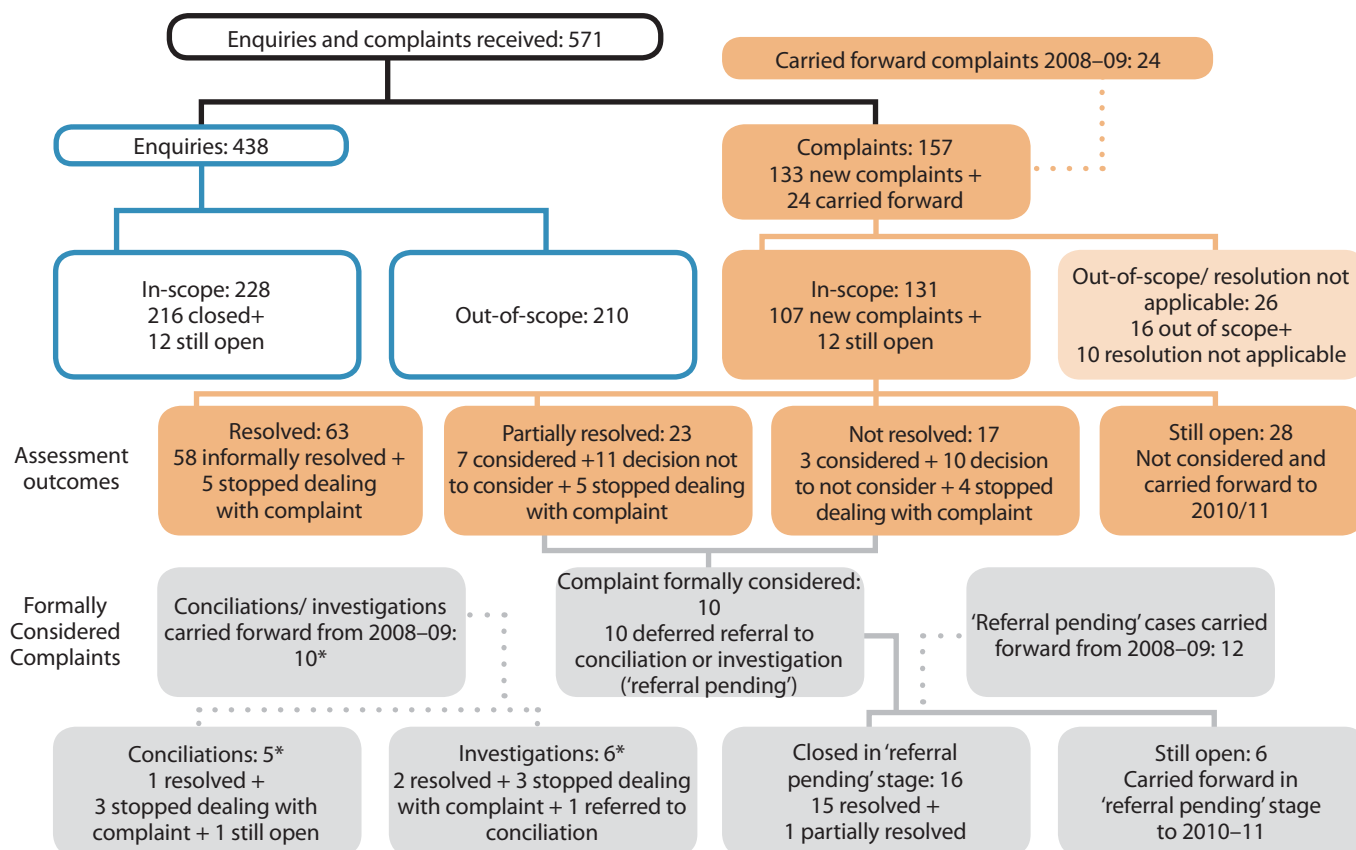 Enquiries and complaints received: 571
Carried forward complaints 2008–09: 24
Enquiries: 438
Complaints: 157
133 new complaints +
24 carried forward
In-scope: 228
216 closed+
12 still open
Out-of-scope: 210
In-scope: 131
107 new complaints +
12 still open
Out-of-scope/ resolution not
applicable: 26
16 out of scope+
10 resolution not applicable
Assessment
outcomes
Resolved: 63
58 informally resolved +
5 stopped dealing
with complaint
Partially resolved: 23
7 considered +11 decision not
to consider + 5 stopped dealing
with complaint
Not resolved: 17
3 considered + 10 decision
to not consider + 4 stopped
dealing with complaint
Still open: 28
Not considered and
carried forward to
2010/11
Formally
Considered
Complaints
Conciliations/ investigations
carried forward from 2008–09:
10*
Complaint formally considered:
10
10 deferred referral to
conciliation or investigation
(‘referral pending’)
‘Referral pending’ cases carried
forward from 2008–09: 12
Conciliations: 5*
1 resolved +
3 stopped dealing with
complaint + 1 still open
Investigations: 6*
2 resolved + 3 stopped dealing
with complaint + 1 referred to
conciliation
Closed in ‘referral
pending’ stage: 16
15 resolved +
1 partially resolved
Still open: 6
Carried forward in
‘referral pending’ stage
to 2010–11